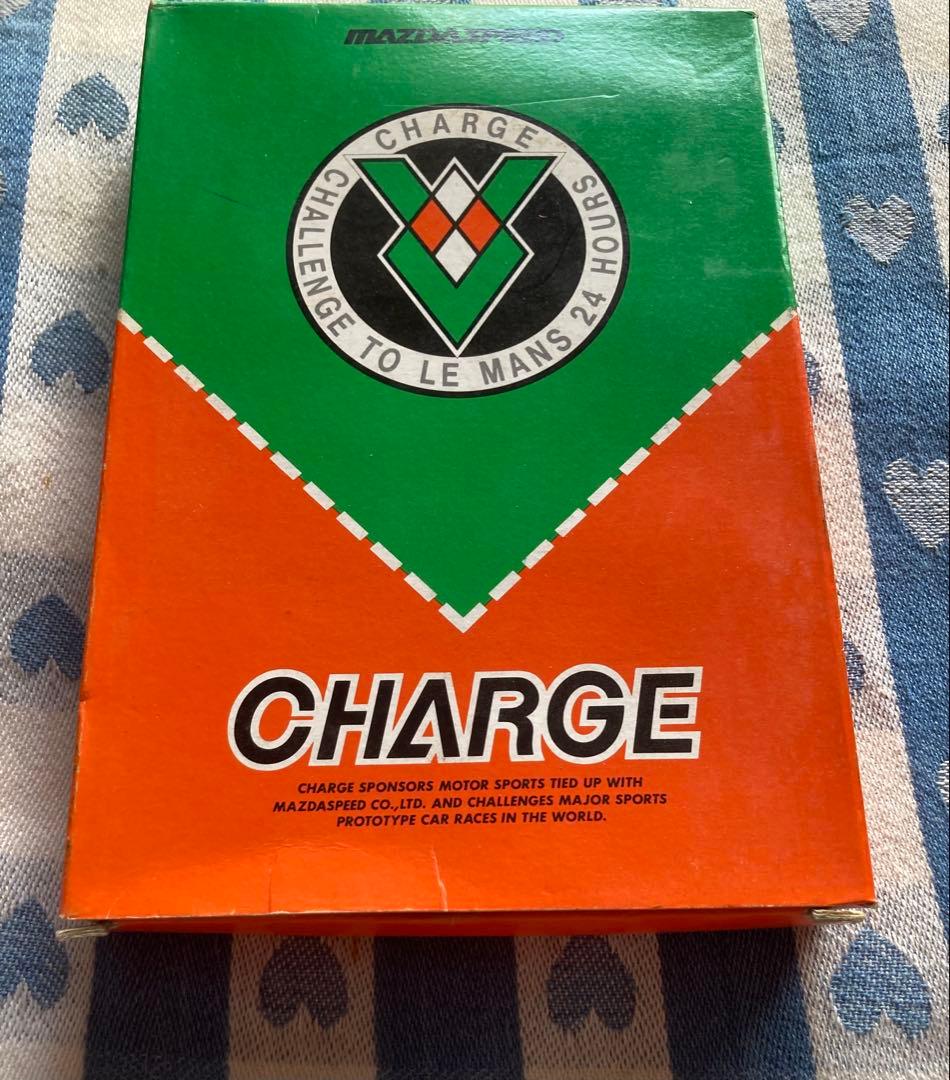 MAZDASPEED
CHARGE
CHALLENGE TO LE MANS 24 HOURS
CHARGE
CHARGE SPONSORS MOTOR SPORTS TIED UP WITH
MAZDASPEED CO.,LTD. AND CHALLENGES MAJOR SPORTS
PROTOTYPE CAR RACES IN THE WORLD.